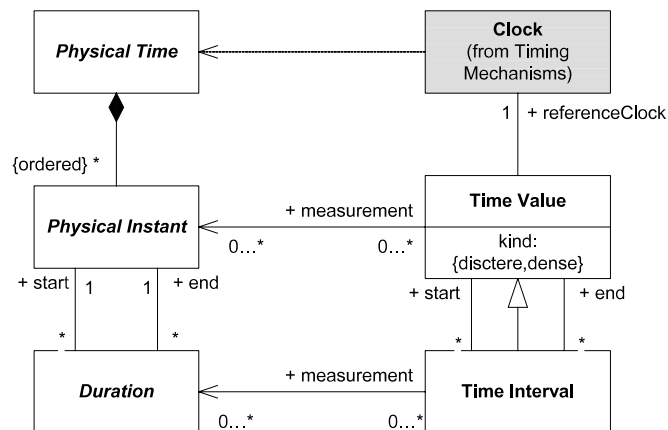 Physical Time
Clock
(from Timing
Mechanisms)
1
+ referenceClock
{ordered} *
Physical Instant
+ measurement
0...*
0...*
Time Value
kind:
{disctere,dense}
+ start
1
1
+ end
+ start
+ end
*
*
*
*
Duration
+ measurement
0...*
0...*
Time Interval